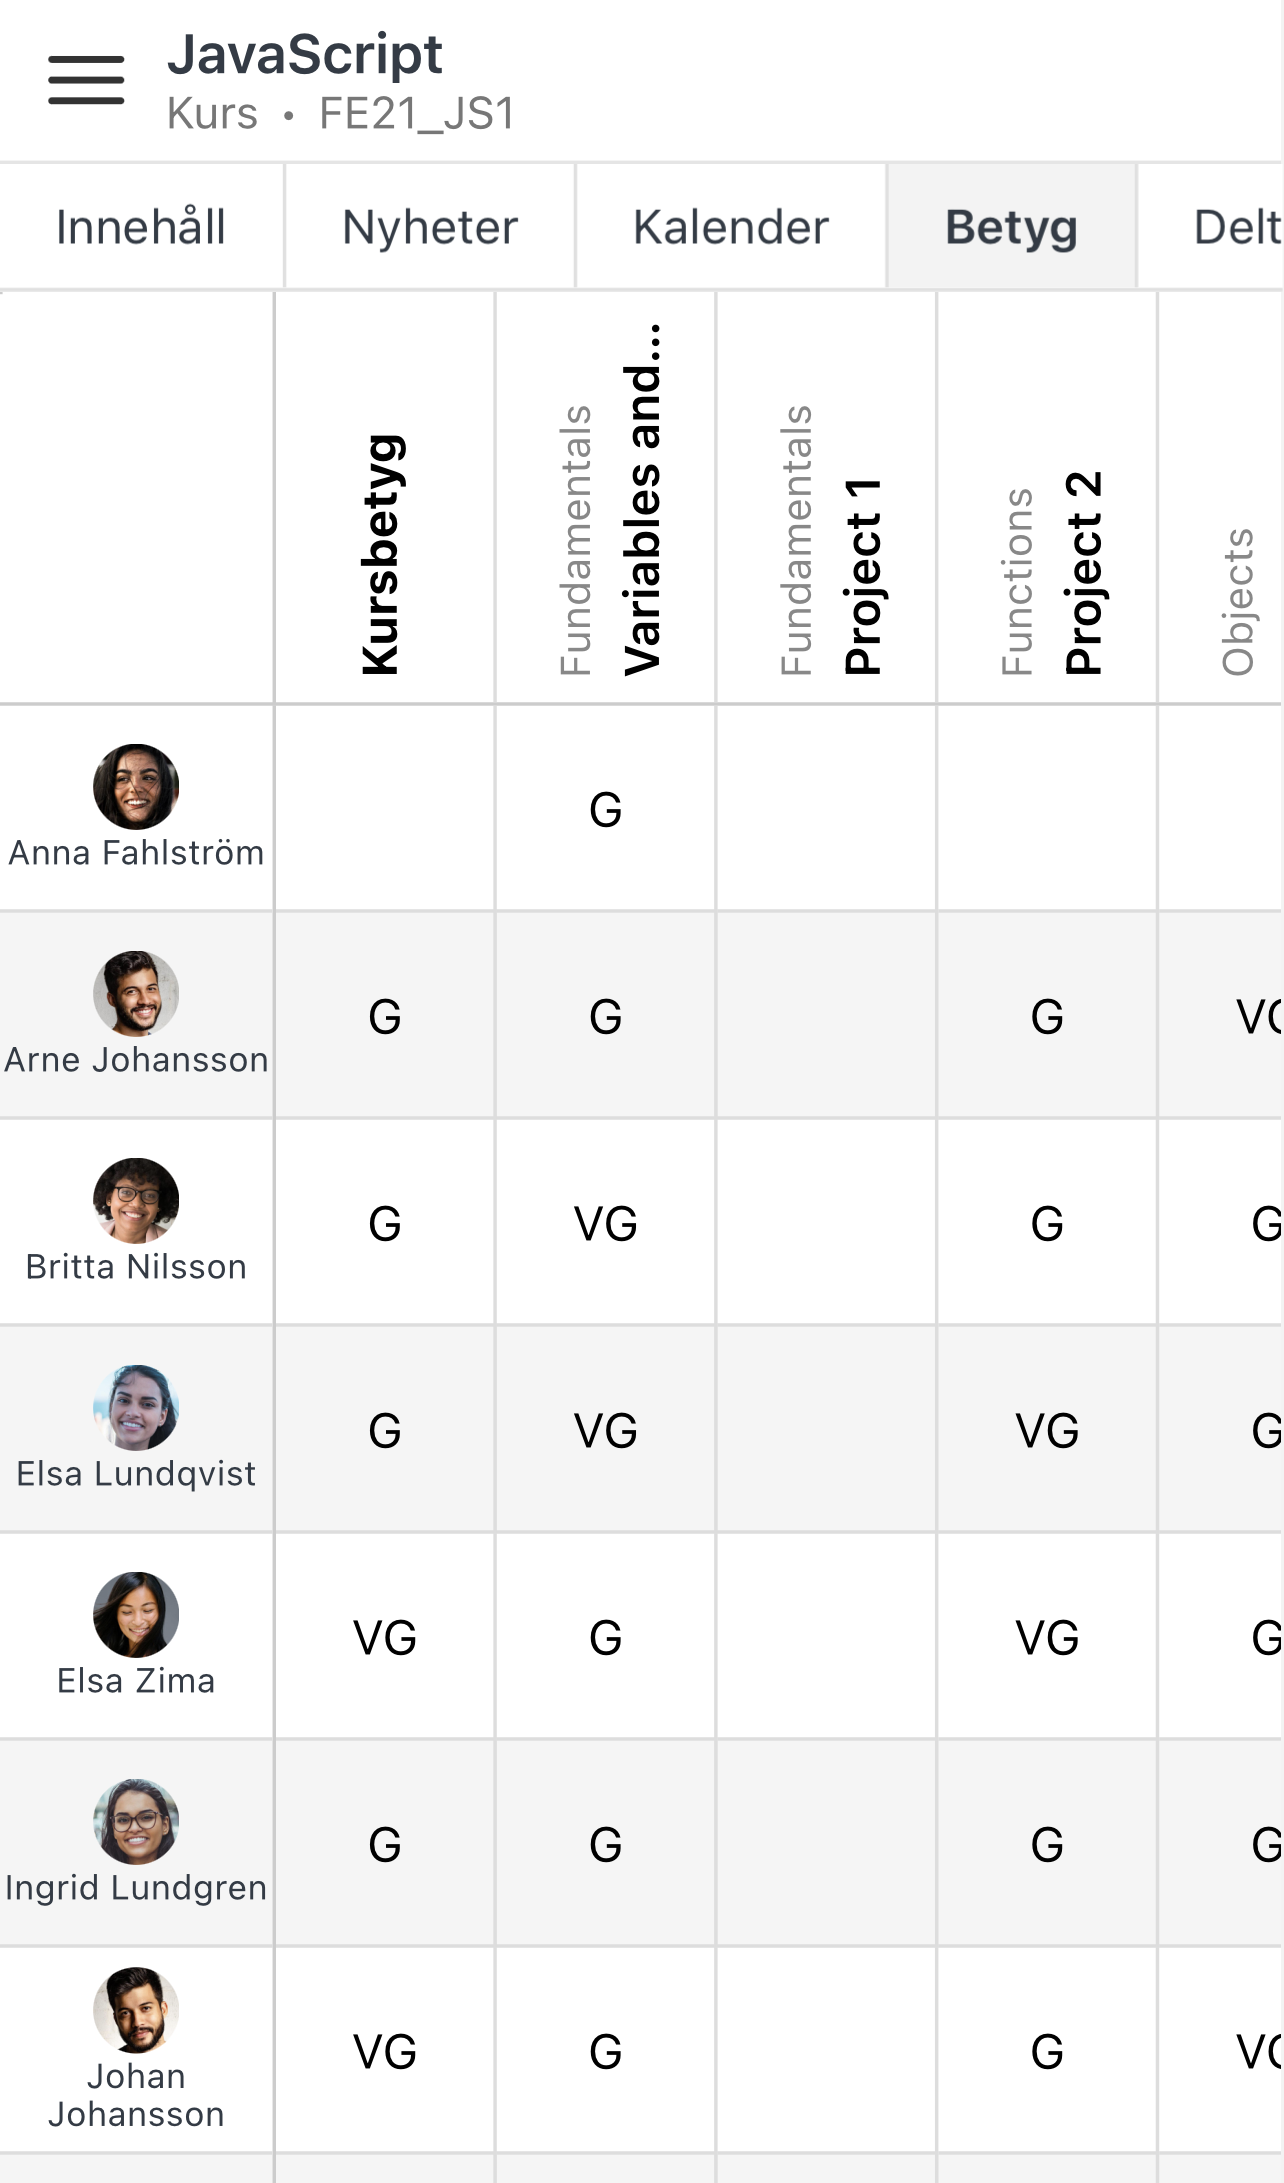 JavaScript
Kurs • FE21_JS1
Innehåll Nyheter Kalender Betyg Delt
Kursbetyg
Fundamentals
Variables and...
Fundamentals
Project 1
Functions
Project 2
Objects
Anna Fahlström
G
Arne Johansson
G G G VG
Britta Nilsson
G VG G G
Elsa Lundqvist
G VG VG G
Elsa Zima
VG G VG G
Ingrid Lundgren
G G G G
Johan
Johansson
VG G G VG